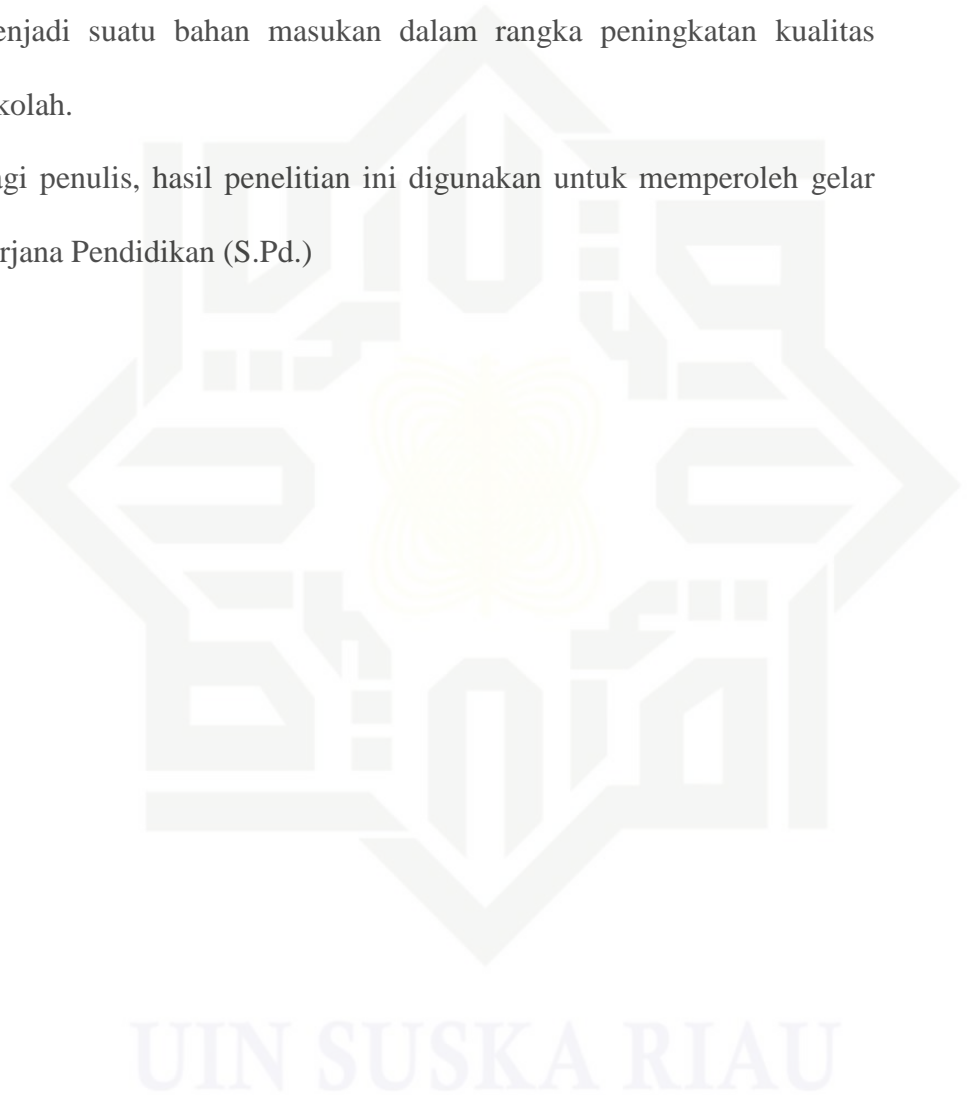 enjadi suatu bahan masukan dalam rangka peningkatan kualitas
kolah.
agi penulis, hasil penelitian ini digunakan untuk memperoleh gelar
rjana Pendidikan (S.Pd.)
UIN SUSKA RIAU